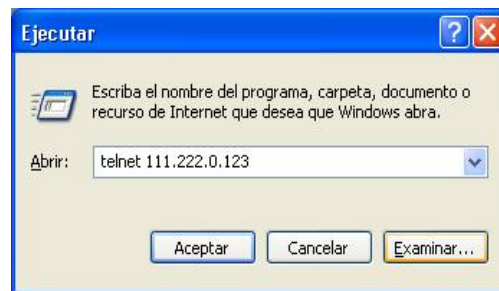 Ejecutar
Escriba el nombre del programa, carpeta, documento o
recurso de Internet que desea que Windows abra.
Abrir: telnet 111.222.0.123
Aceptar Cancelar Examinar...